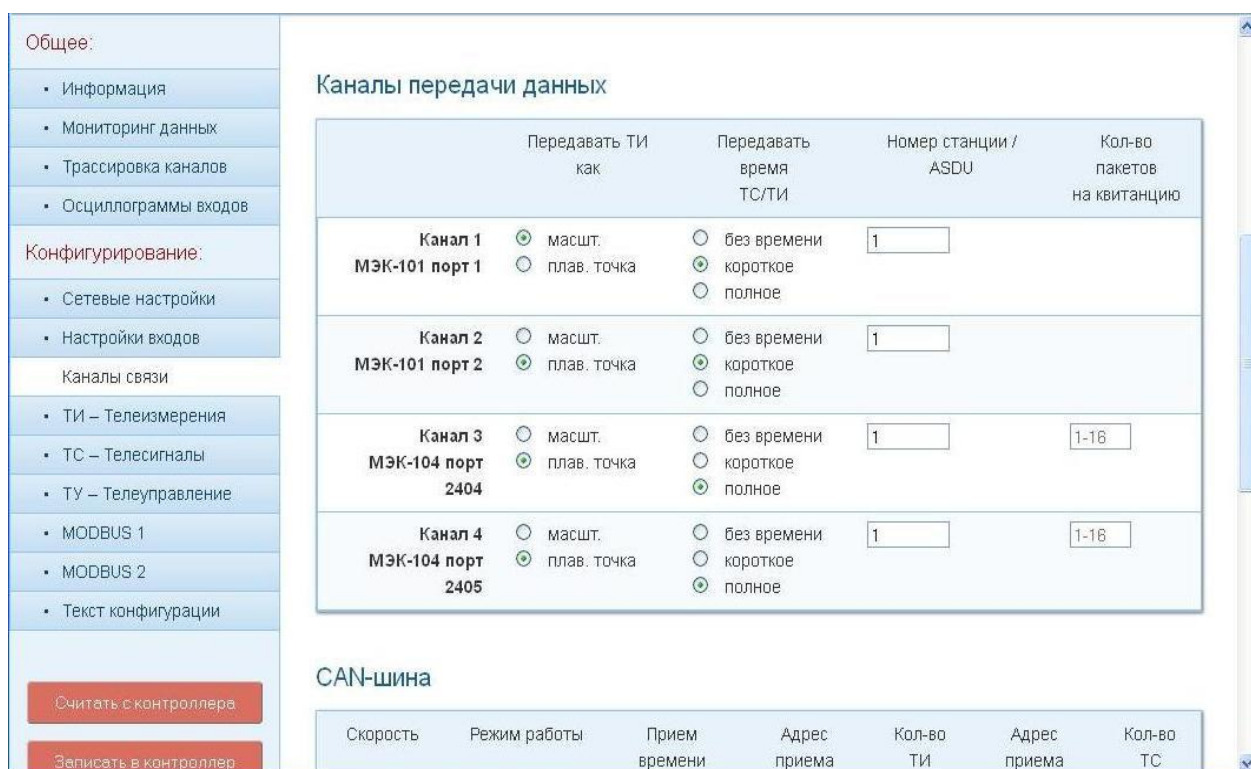 Общее:
Информация
Мониторинг данных
Трассировка каналов
Осциллограммы входов
Конфигурирование:
Сетевые настройки
Настройки входов
Каналы связи
ТИ – Телеизмерения
ТС – Телесигналы
ТУ – Телеуправление
MODBUS 1
MODBUS 2
Текст конфигурации
Считать с контроллера
Записать в контроллер
Каналы передачи данных
Передавать ТИ
как
Передавать
время
ТС/ТИ
Номер станции /
ASDU
Кол-во
пакетов
на квитанцию
Канал 1
МЭК-101 порт 1
масшт.
плав. точка
без времени
короткое
полное
1
Канал 2
МЭК-101 порт 2
масшт.
плав. точка
без времени
короткое
полное
1
Канал 3
МЭК-104 порт
2404
масшт.
плав. точка
без времени
короткое
полное
1
1-16
Канал 4
МЭК-104 порт
2405
масшт.
плав. точка
без времени
короткое
полное
1
1-16
CAN-шина
Скорость
Режим работы
Прием
времени
Адрес
приема
Кол-во
ТИ
Адрес
приема
Кол-во
ТС